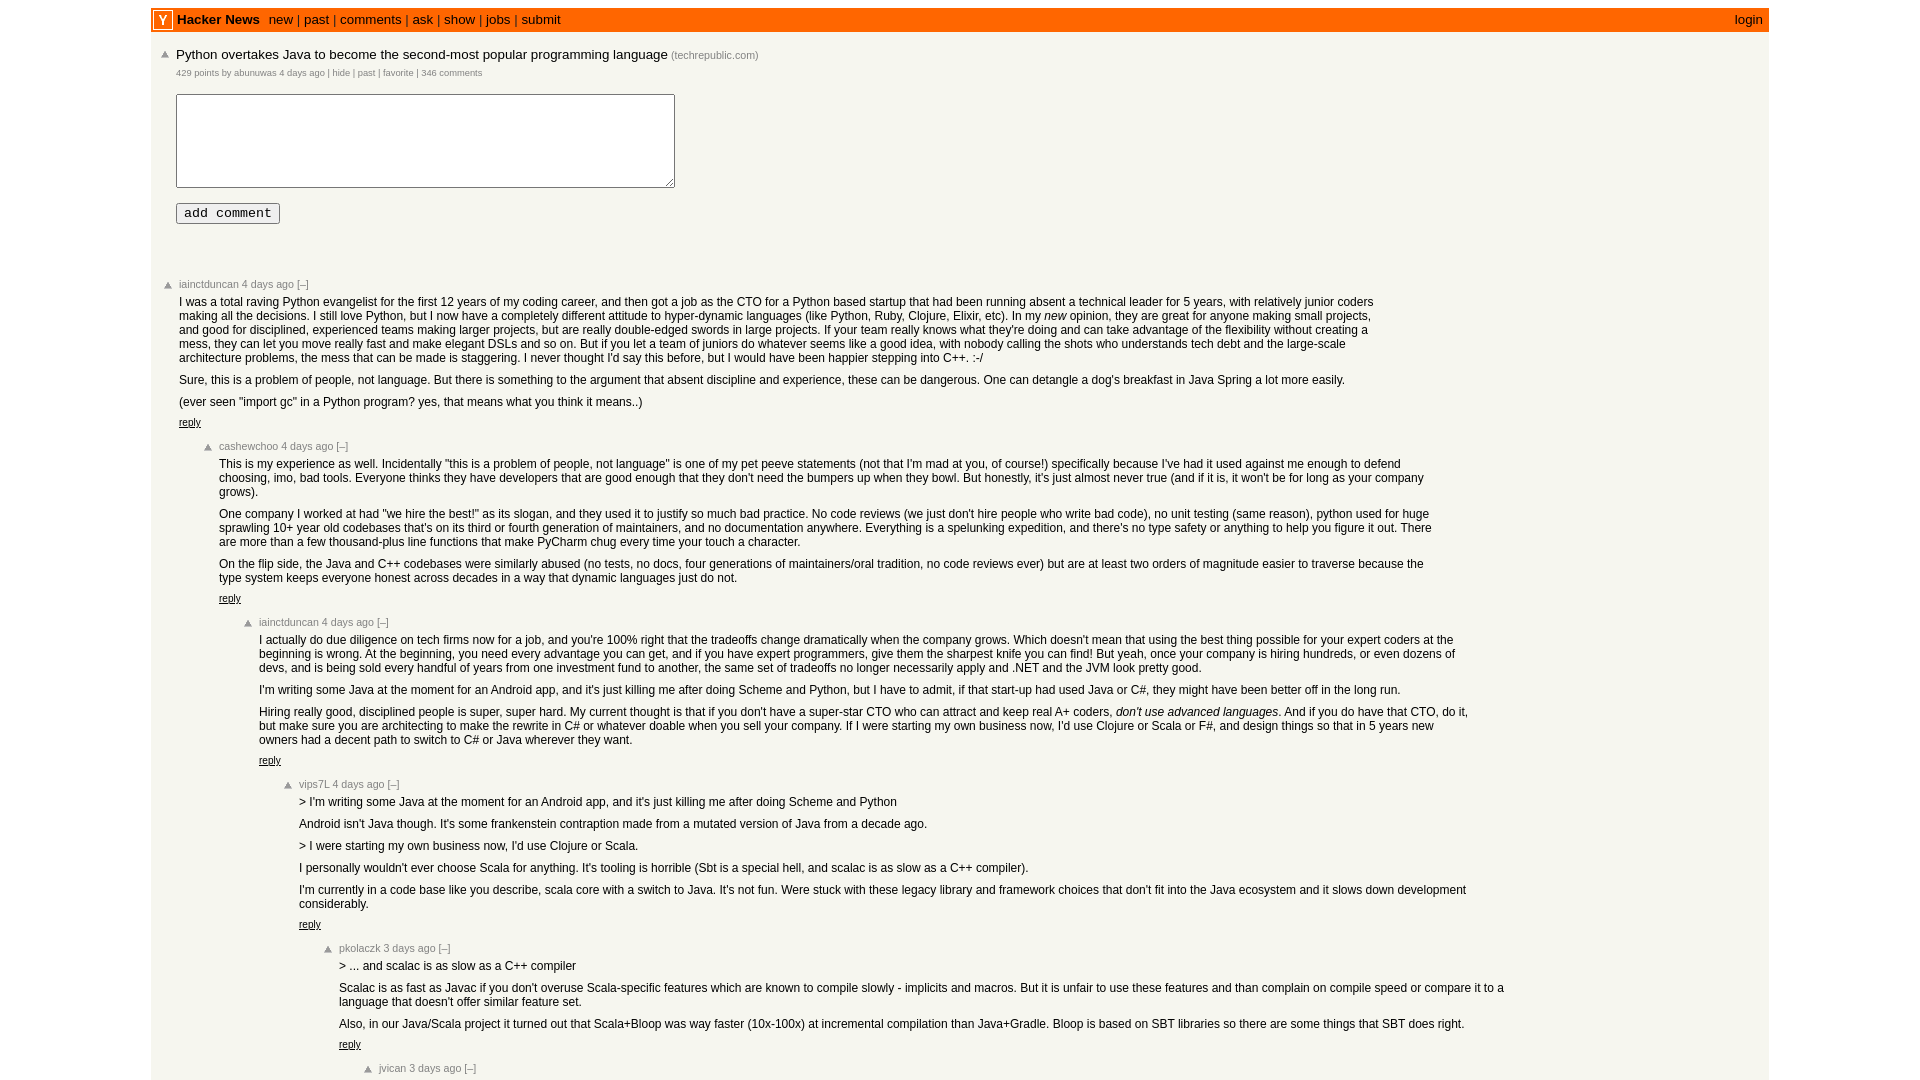 Y Hacker News new | past | comments | ask | show | jobs | submit login
Python overtakes Java to become the second-most popular programming language (techrepublic.com)
429 points by abunuwas 4 days ago | hide | past | favorite | 346 comments
add comment
iainctduncan 4 days ago [–]
I was a total raving Python evangelist for the first 12 years of my coding career, and then got a job as the CTO for a Python based startup that had been running absent a technical leader for 5 years, with relatively junior coders
making all the decisions. I still love Python, but I now have a completely different attitude to hyper-dynamic languages (like Python, Ruby, Clojure, Elixir, etc). In my new opinion, they are great for anyone making small projects,
and good for disciplined, experienced teams making larger projects, but are really double-edged swords in large projects. If your team really knows what they're doing and can take advantage of the flexibility without creating a
mess, they can let you move really fast and make elegant DSLs and so on. But if you let a team of juniors do whatever seems like a good idea, with nobody calling the shots who understands tech debt and the large-scale
architecture problems, the mess that can be made is staggering. I never thought I'd say this before, but I would have been happier stepping into C++. :-/
Sure, this is a problem of people, not language. But there is something to the argument that absent discipline and experience, these can be dangerous. One can detangle a dog's breakfast in Java Spring a lot more easily.
(ever seen "import gc" in a Python program? yes, that means what you think it means..)
reply
cashewchoo 4 days ago [–]
This is my experience as well. Incidentally "this is a problem of people, not language" is one of my pet peeve statements (not that I'm mad at you, of course!) specifically because I've had it used against me enough to defend
choosing, imo, bad tools. Everyone thinks they have developers that are good enough that they don't need the bumpers up when they bowl. But honestly, it's just almost never true (and if it is, it won't be for long as your company
grows).
One company I worked at had "we hire the best!" as its slogan, and they used it to justify so much bad practice. No code reviews (we just don't hire people who write bad code), no unit testing (same reason), python used for huge
sprawling 10+ year old codebases that's on its third or fourth generation of maintainers, and no documentation anywhere. Everything is a spelunking expedition, and there's no type safety or anything to help you figure it out. There
are more than a few thousand-plus line functions that make PyCharm chug every time your touch a character.
On the flip side, the Java and C++ codebases were similarly abused (no tests, no docs, four generations of maintainers/oral tradition, no code reviews ever) but are at least two orders of magnitude easier to traverse because the
type system keeps everyone honest across decades in a way that dynamic languages just do not.
reply
iainctduncan 4 days ago [–]
I actually do due diligence on tech firms now for a job, and you're 100% right that the tradeoffs change dramatically when the company grows. Which doesn't mean that using the best thing possible for your expert coders at the
beginning is wrong. At the beginning, you need every advantage you can get, and if you have expert programmers, give them the sharpest knife you can find! But yeah, once your company is hiring hundreds, or even dozens of
devs, and is being sold every handful of years from one investment fund to another, the same set of tradeoffs no longer necessarily apply and .NET and the JVM look pretty good.
I'm writing some Java at the moment for an Android app, and it's just killing me after doing Scheme and Python, but I have to admit, if that start-up had used Java or C#, they might have been better off in the long run.
Hiring really good, disciplined people is super, super hard. My current thought is that if you don't have a super-star CTO who can attract and keep real A+ coders, don't use advanced languages. And if you do have that CTO, do it,
but make sure you are architecting to make the rewrite in C# or whatever doable when you sell your company. If I were starting my own business now, I'd use Clojure or Scala or F#, and design things so that in 5 years new
owners had a decent path to switch to C# or Java wherever they want.
reply
vips7L 4 days ago [–]
> I'm writing some Java at the moment for an Android app, and it's just killing me after doing Scheme and Python
Android isn't Java though. It's some frankenstein contraption made from a mutated version of Java from a decade ago.
> I were starting my own business now, I'd use Clojure or Scala.
I personally wouldn't ever choose Scala for anything. It's tooling is horrible (Sbt is a special hell, and scalac is as slow as a C++ compiler).
I'm currently in a code base like you describe, scala core with a switch to Java. It's not fun. Were stuck with these legacy library and framework choices that don't fit into the Java ecosystem and it slows down development
considerably.
reply
pkolaczk 3 days ago [–]
> ... and scalac is as slow as a C++ compiler
Scalac is as fast as Javac if you don't overuse Scala-specific features which are known to compile slowly - implicits and macros. But it is unfair to use these features and than complain on compile speed or compare it to a
language that doesn't offer similar feature set.
Also, in our Java/Scala project it turned out that Scala+Bloop was way faster (10x-100x) at incremental compilation than Java+Gradle. Bloop is based on SBT libraries so there are some things that SBT does right.
reply
jvican 3 days ago [–]